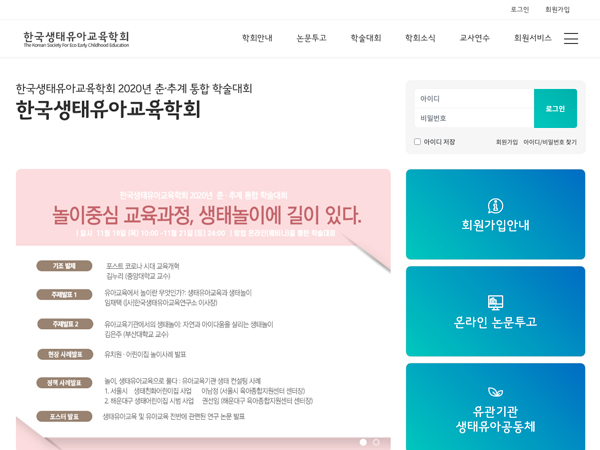 로그인 회원가입
한국생태유아교육학회
The Korean Society For Eco Early Childhood Education
학회안내 논문투고 학술대회 학회소식 교사연수 회원서비스
한국생태유아교육학회 2020년 춘·추계 통합 학술대회
한국생태유아교육학회
아이디
비밀번호
로그인
아이디 저장 회원가입 아이디/비밀번호 찾기
한국생태유아교육학회 2020년 춘 · 추계 통합 학술대회
놀이중심 교육과정, 생태놀이에 길이 있다.
| 일시 · 11월 19일 (목) 10:00 ~11월 21일 (토) 24:00 | 방법 온라인(웨비나)를 통한 학술대회
기조 발제 포스트 코로나 시대 교육개혁
김누리 (중앙대학교 교수)
주제발표 1 유아교육에서 놀이란 무엇인가?: 생태유아교육과 생태놀이
임재택 ((사)한국생태유아교육연구소 이사장)
주제발표 2 유아교육기관에서의 생태놀이: 자연과 아이다움을 살리는 생태놀이
김은주 (부산대학교 교수)
현장 사례발표 유치원 · 어린이집 놀이사례 발표
정책 사례발표 놀이, 생태유아교육으로 풀다 : 유아교육기관 생태 컨설팅 사례
1. 서울시 생태친화어린이집 사업 이남정 (서울시 육아종합지원센터 센터장)
2. 해운대구 생태어린이집 시범 사업 권선임 (해운대구 육아종합지원센터 센터장)
포스터 발표 생태유아교육 및 유아교육 전반에 관련된 연구 논문 발표
회원가입안내
온라인 논문투고
유관기관
생태유아공동체